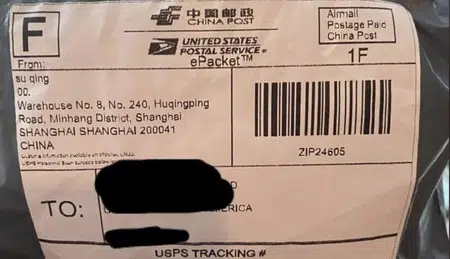 F
中国邮政
CHINA POST
UNITED STATES
POSTAL SERVICE
ePacket™
Airmail
Postage Paid
China Post
1F
From:
su qing
00.
Warehouse No. 8, No. 240, Huqingping
Road, Minhang District, Shanghai
SHANGHAI SHANGHAI 200041
CHINA
ZIP24605
TO:
USPS TRACKING #